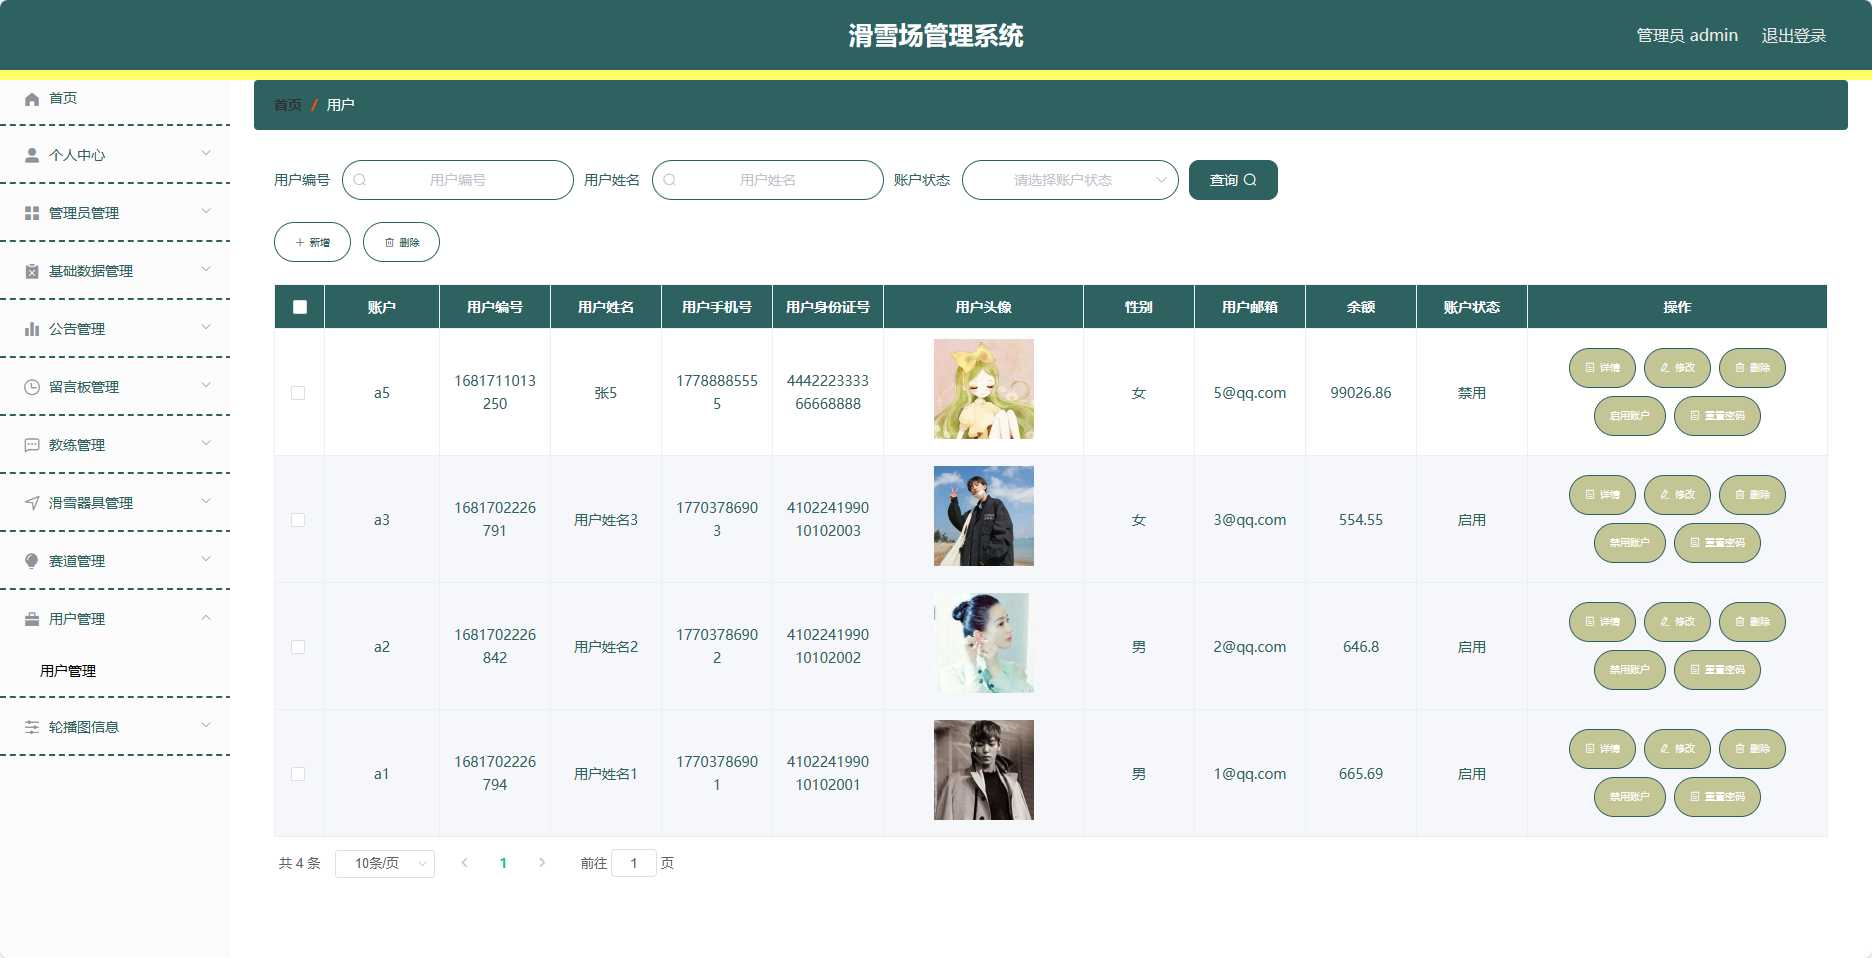 滑雪场管理系统
管理员 admin 退出登录
首页
个人中心
管理员管理
基础数据管理
公告管理
留言板管理
教练管理
滑雪器具管理
赛道管理
用户管理
用户管理
轮播图信息
首页 / 用户
用户编号 用户编号 用户姓名 用户姓名 账户状态 请选择账户状态 查询
新增 删除
账户 用户编号 用户姓名 用户手机号 用户身份证号 用户头像 性别 用户邮箱 余额 账户状态 操作
a5 1681711013250 张5 17788885555 444222333366668888 女 5@qq.com 99026.86 禁用 详情 修改 删除
启用账户 重置密码
a3 1681702226791 用户姓名3 17703786903 410224199010102003 女 3@qq.com 554.55 启用 详情 修改 删除
禁用账户 重置密码
a2 1681702226842 用户姓名2 17703786902 410224199010102002 男 2@qq.com 646.8 启用 详情 修改 删除
禁用账户 重置密码
a1 1681702226794 用户姓名1 17703786901 410224199010102001 男 1@qq.com 665.69 启用 详情 修改 删除
禁用账户 重置密码
共 4 条 10条/页 1 前往 1 页